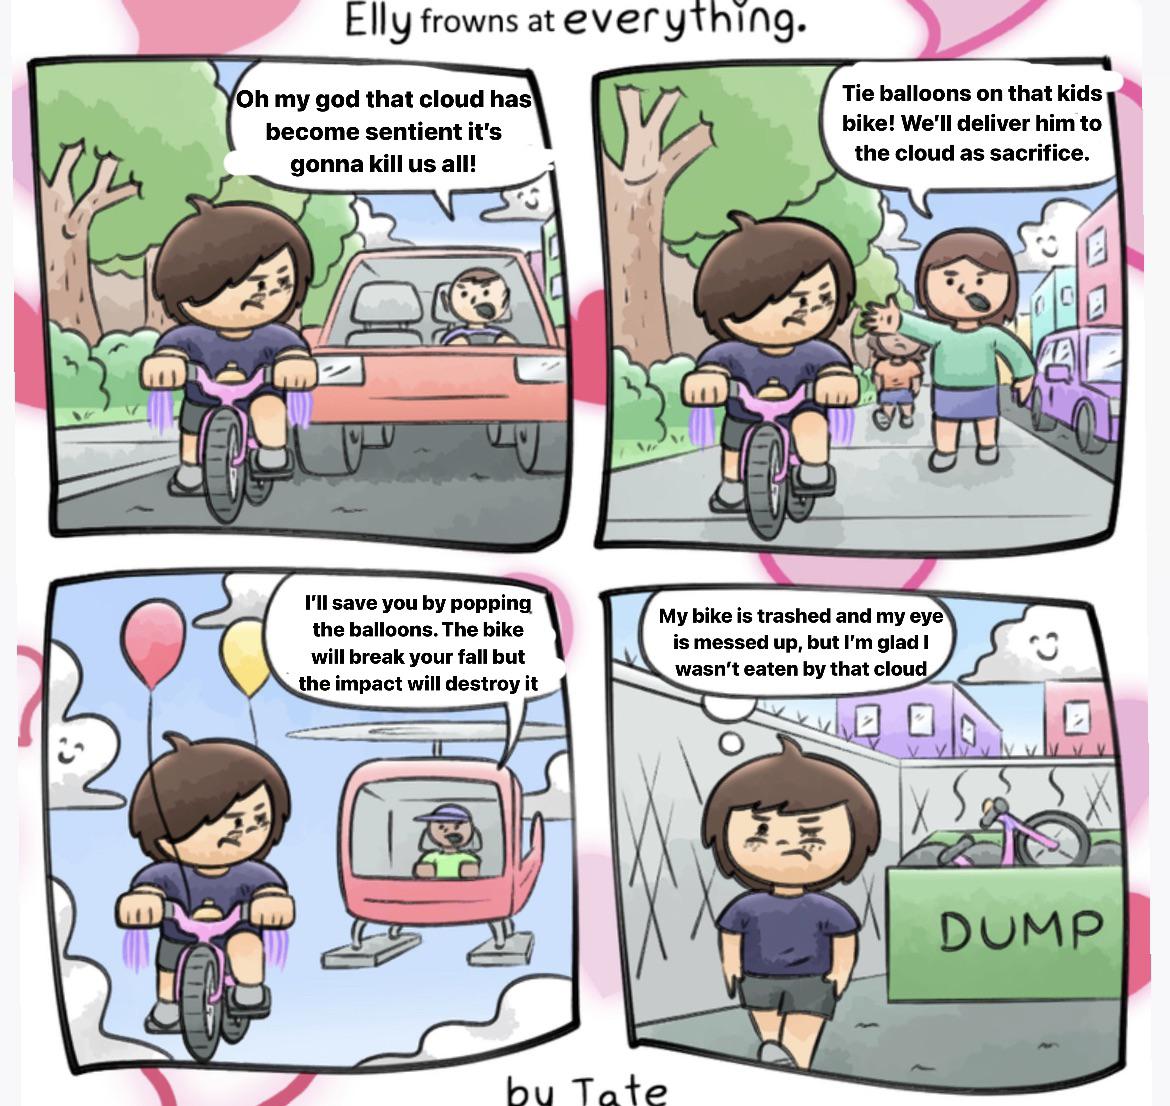 Elly frowns at everything.
Oh my god that cloud has
become sentient it's
gonna kill us all!
Tie balloons on that kids
bike! We'll deliver him to
the cloud as sacrifice.
I'll save you by popping
the balloons. The bike
will break your fall but
the impact will destroy it
My bike is trashed and my eye
is messed up, but I'm glad I
wasn't eaten by that cloud
DUMP
by Tate